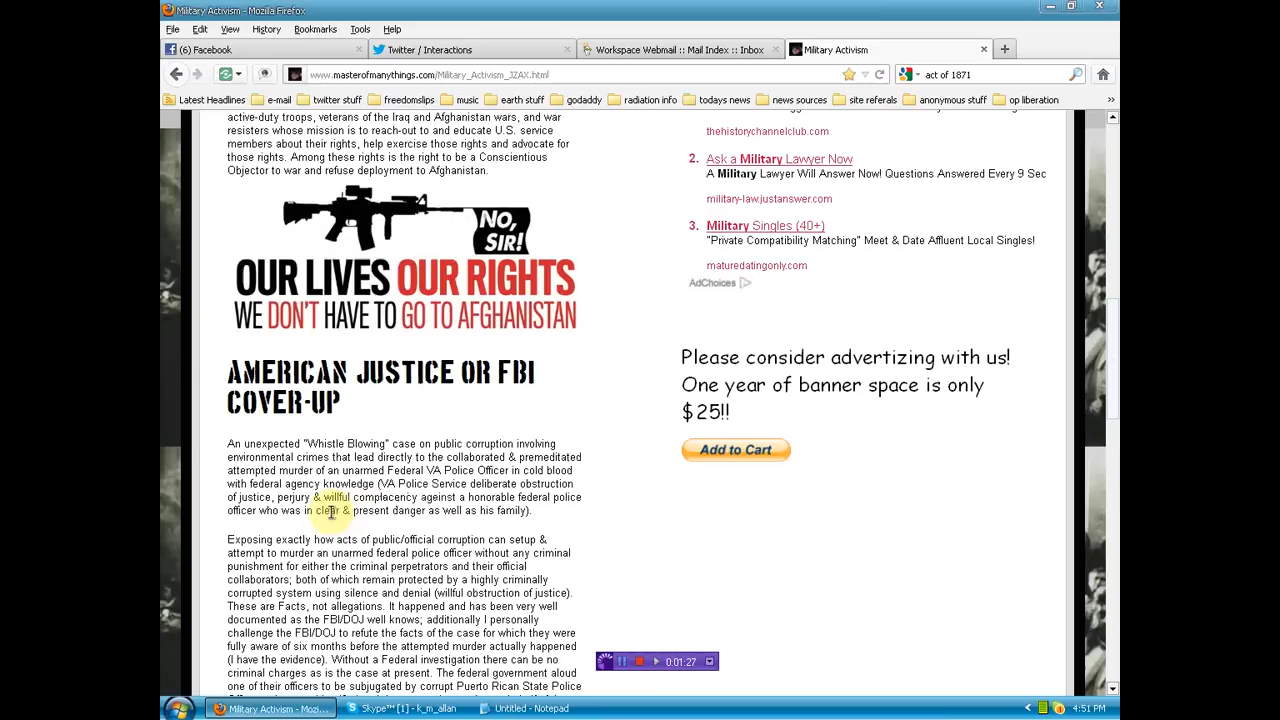 Military Activism - Mozilla Firefox
File Edit View History Bookmarks Tools Help
(6) Facebook
Twitter / Interactions
Workspace Webmail :: Mail Index :: Inbox
Military Activism
www.masterofmanythings.com/Military_Activism_JZAX.html
act of 1871
Latest Headlines e-mail twitter stuff freedomslips music earth stuff godaddy radiation info todays news news sources site referals anonymous stuff op liberation
active-duty troops, veterans of the Iraq and Afghanistan wars, and war
resisters whose mission is to reach-out to and educate U.S. service
members about their rights, help exercise those rights and advocate for
those rights. Among these rights is the right to be a Conscientious
Objector to war and refuse deployment to Afghanistan.
NO,
SIR!
OUR LIVES OUR RIGHTS
WE DON'T HAVE TO GO TO AFGHANISTAN
AMERICAN JUSTICE OR FBI
COVER-UP
An unexpected "Whistle Blowing" case on public corruption involving
environmental crimes that lead directly to the collaborated & premeditated
attempted murder of an unarmed Federal VA Police Officer in cold blood
with federal agency knowledge (VA Police Service deliberate obstruction
of justice, perjury & willful complacency against a honorable federal police
officer who was in clear & present danger as well as his family).
Exposing exactly how acts of public/official corruption can setup &
attempt to murder an unarmed federal police officer without any criminal
punishment for either the criminal perpetrators and their official
collaborators; both of which remain protected by a highly criminally
corrupted system using silence and denial (willful obstruction of justice).
These are Facts, not allegations. It happened and has been very well
documented as the FBI/DOJ well knows; additionally I personally
challenge the FBI/DOJ to refute the facts of the case for which they were
fully aware of six months before the attempted murder actually happened
(I have the evidence). Without a Federal investigation there can be no
criminal charges as is the case at present. The federal government aloud
one of their officers to be subjugated by corrupt Puerto Rican State Police
thehistorychannelclub.com
2. Ask a Military Lawyer Now
A Military Lawyer Will Answer Now! Questions Answered Every 9 Sec
military-law.justanswer.com
3. Military Singles (40+)
"Private Compatibility Matching" Meet & Date Affluent Local Singles!
maturedatingonly.com
AdChoices
Please consider advertizing with us!
One year of banner space is only
$25!!
Add to Cart
0:01:27
Military Activism - Mozi...
Skype™ [1] - k_m_allan
Untitled - Notepad
4:51 PM